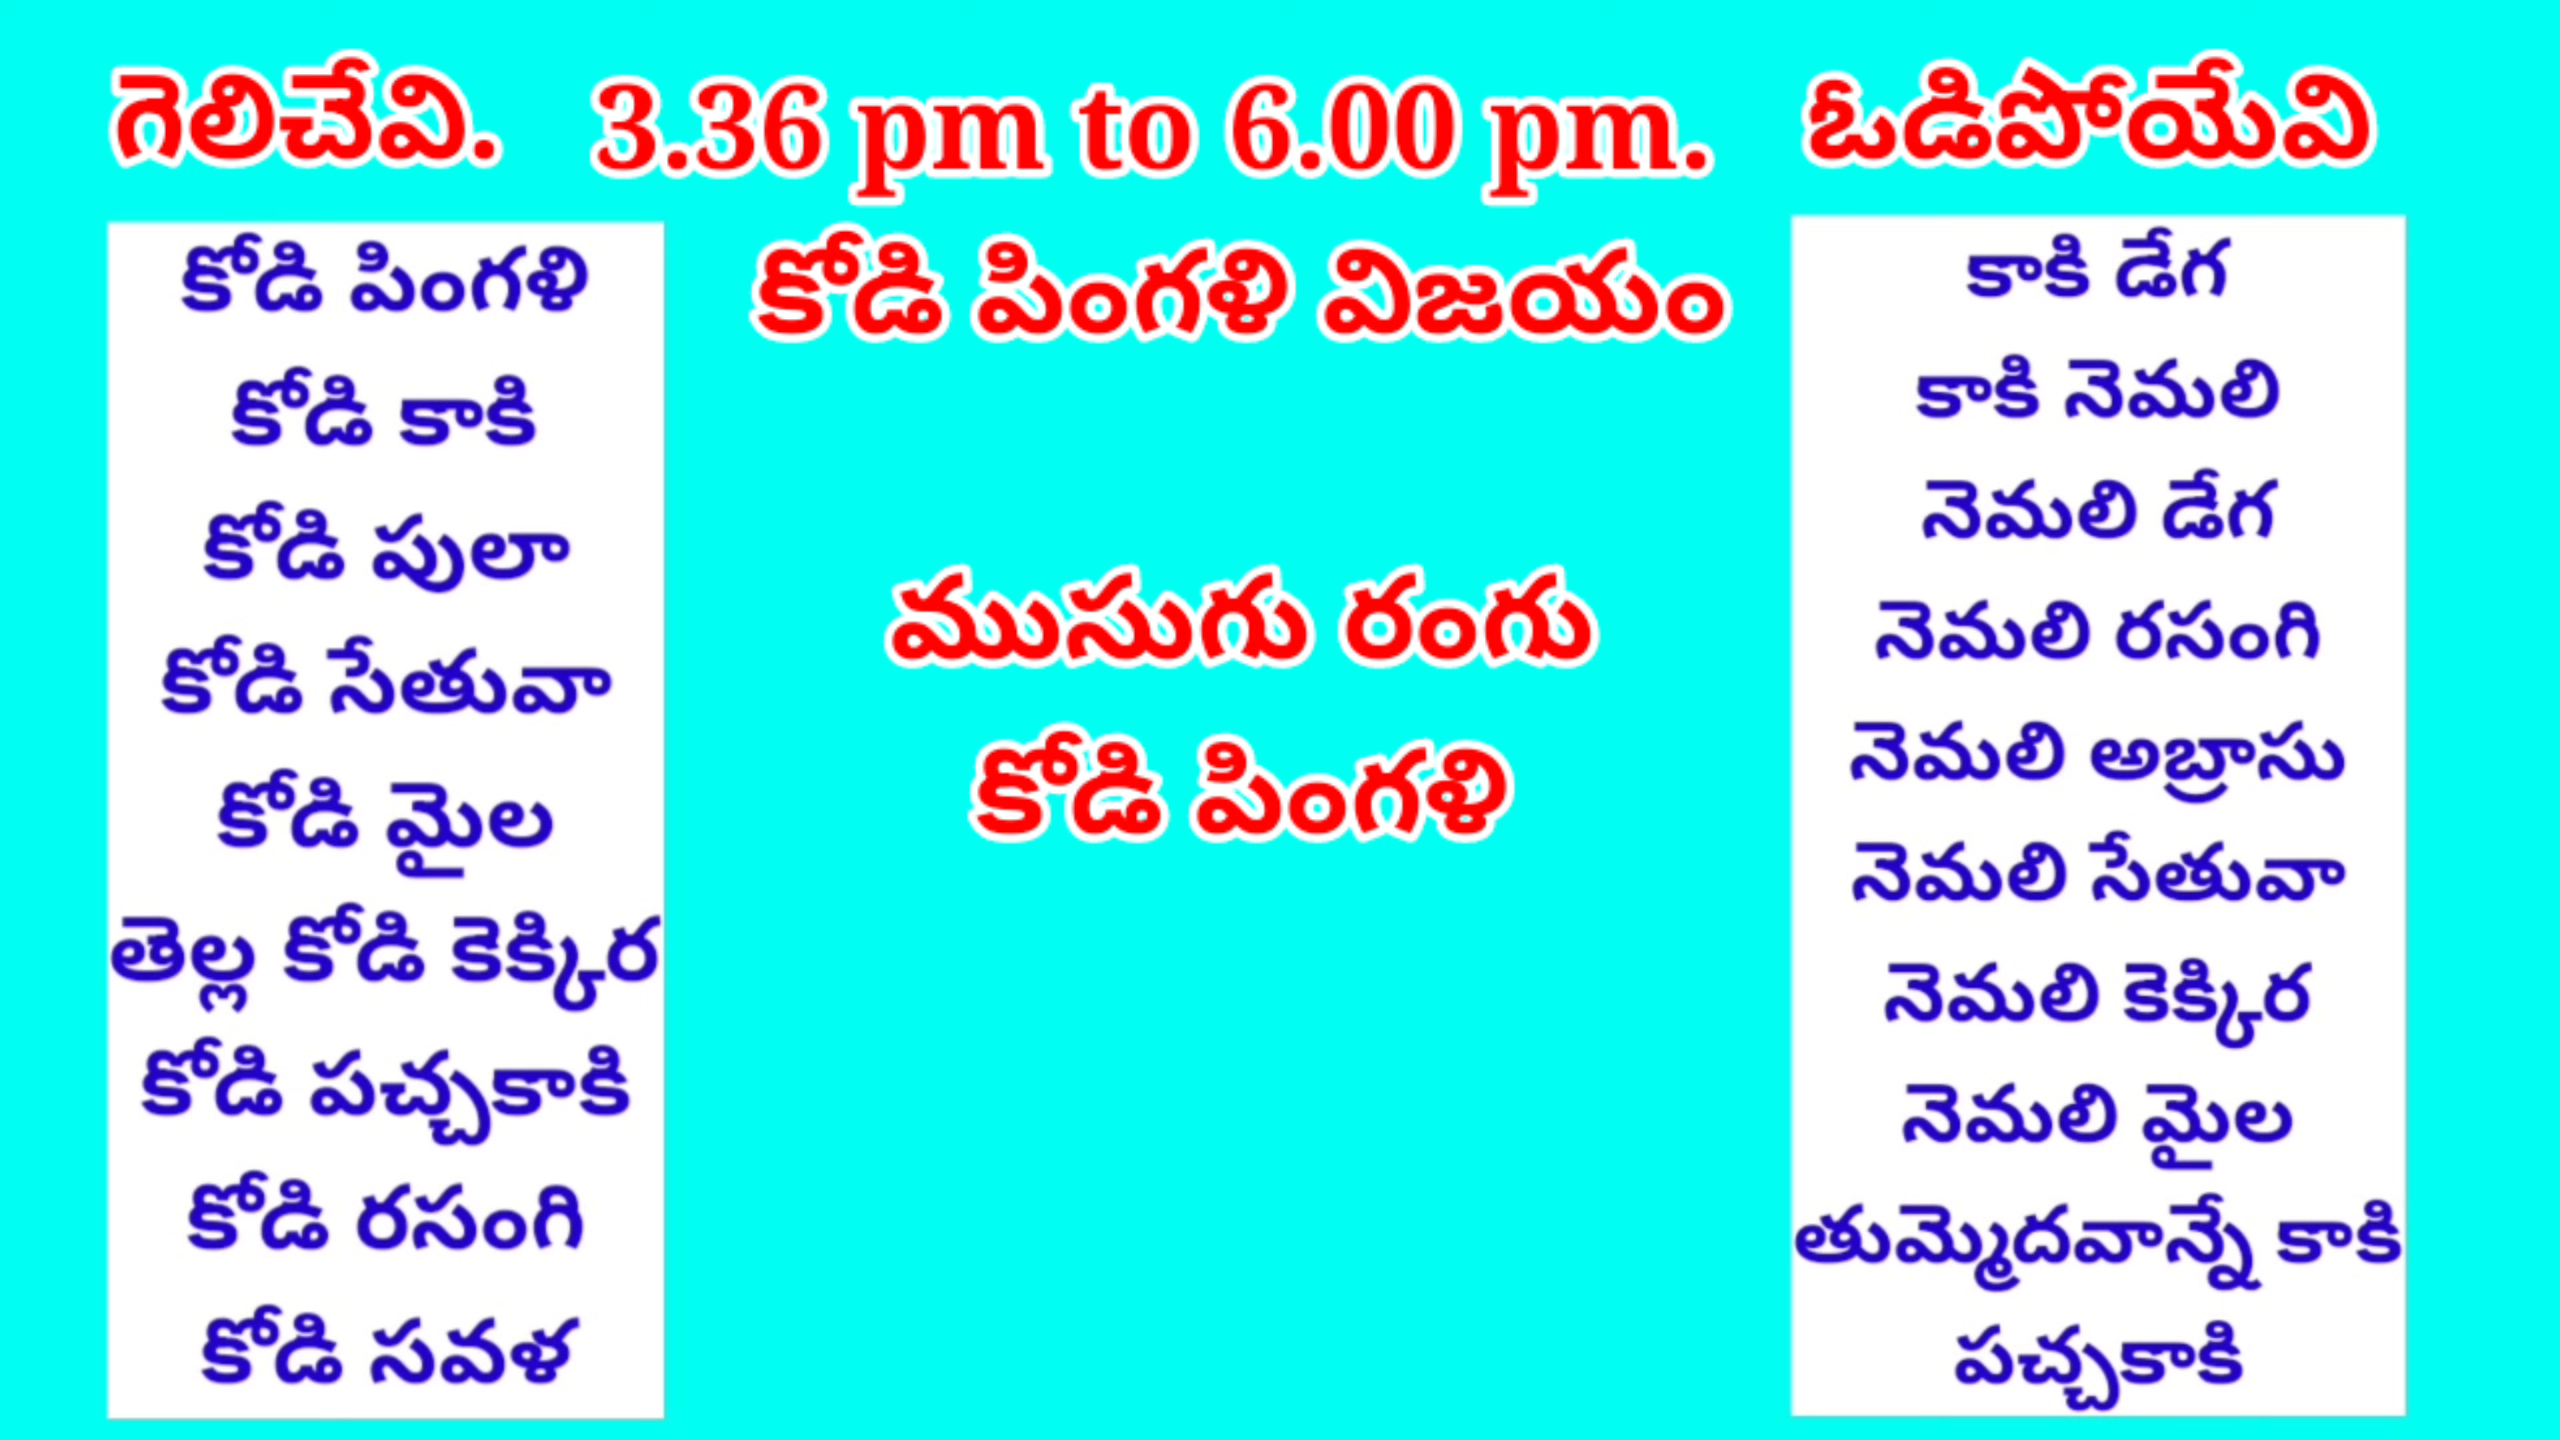 గెలిచేవి. 3.36 pm to 6.00 pm. ఓడిపోయేవి
కోడి పింగళి విజయం
ముసుగు రంగు
కోడి పింగళి
కోడి పింగళి
కోడి కాకి
కోడి పులా
కోడి సేతువా
కోడి మైల
తెల్ల కోడి కెక్కిర
కోడి పచ్చకాకి
కోడి రసంగి
కోడి సవళ
కాకి డేగ
కాకి నెమలి
నెమలి డేగ
నెమలి రసంగి
నెమలి అబ్రాసు
నెమలి సేతువా
నెమలి కెక్కిర
నెమలి మైల
తుమ్మెదవాన్నే కాకి
పచ్చకాకి